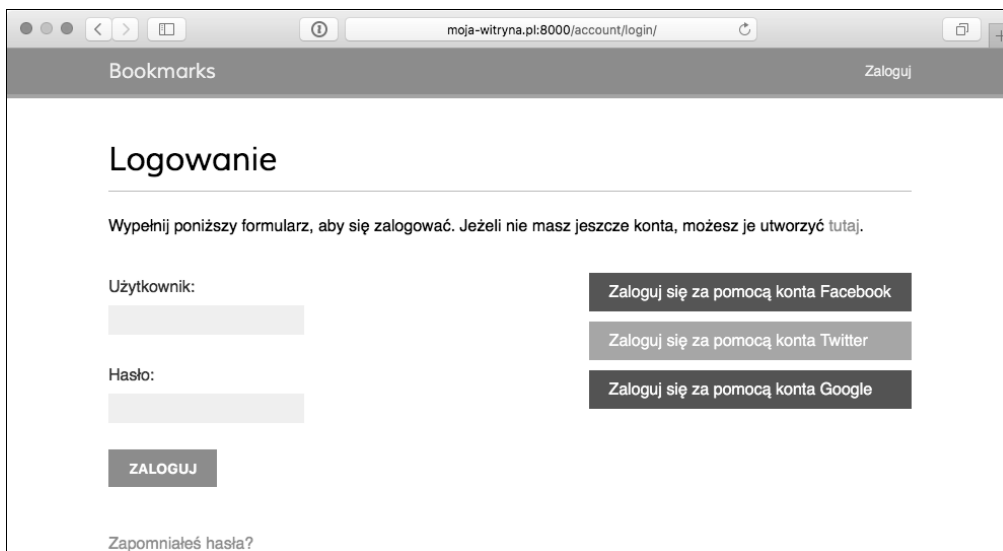 moja-witryna.pl:8000/account/login/
Bookmarks
Zaloguj
Logowanie
Wypełnij poniższy formularz, aby się zalogować. Jeżeli nie masz jeszcze konta, możesz je utworzyć tutaj.
Użytkownik:
Hasło:
ZALOGUJ
Zapomniałeś hasła?
Zaloguj się za pomocą konta Facebook
Zaloguj się za pomocą konta Twitter
Zaloguj się za pomocą konta Google